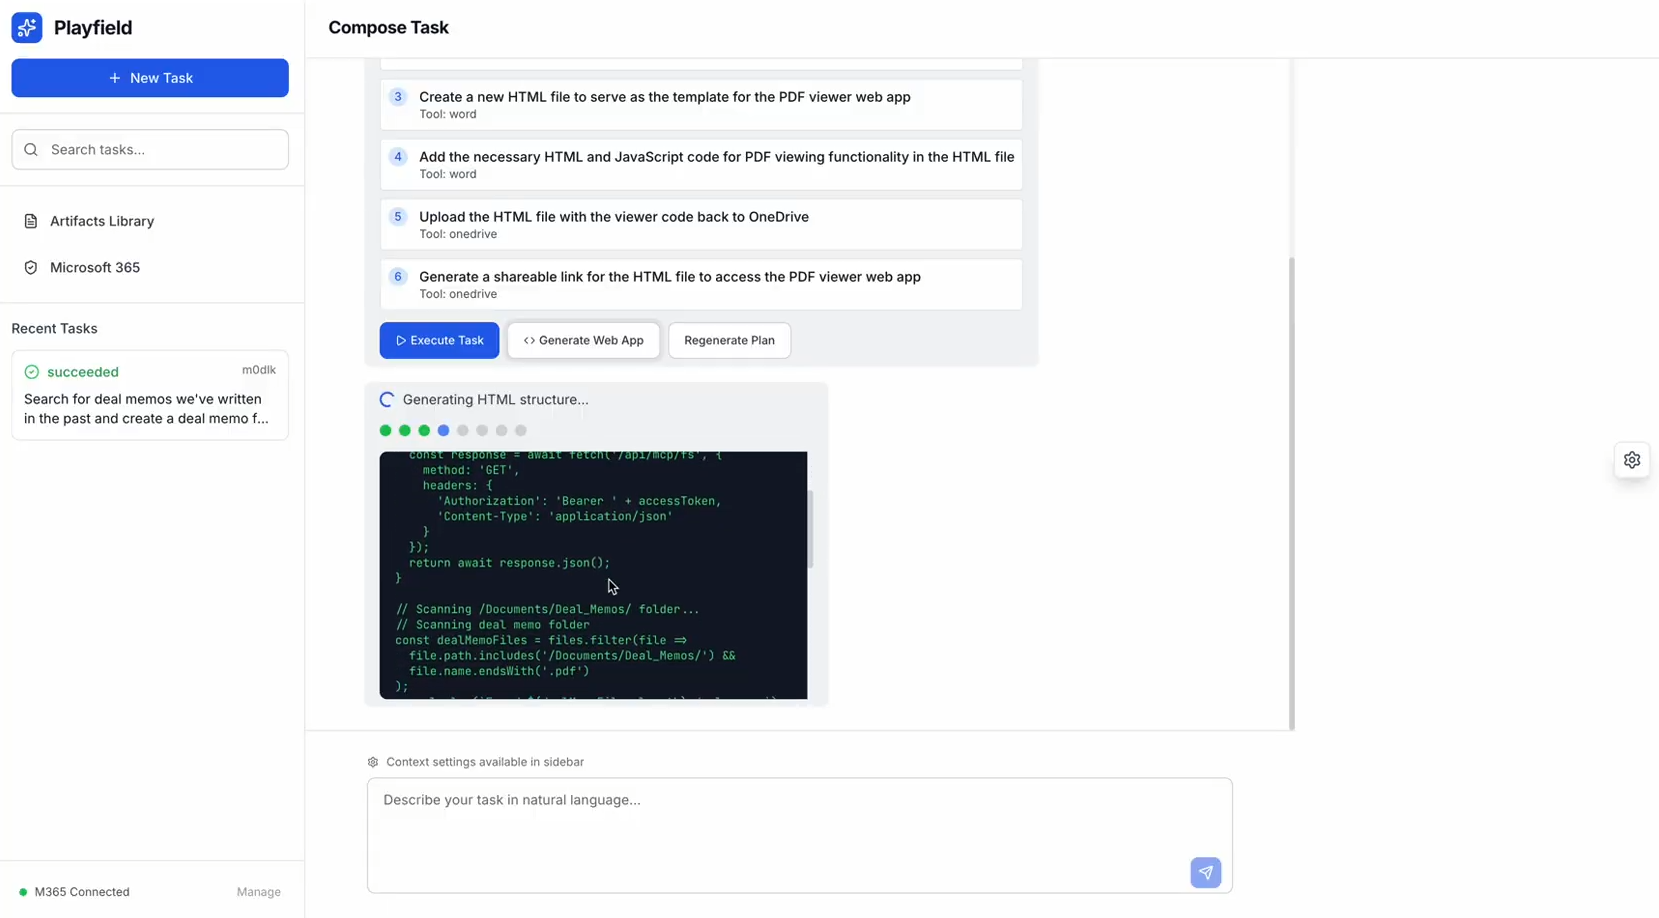 Playfield
Compose Task
New Task
Search tasks...
Artifacts Library
Microsoft 365
Recent Tasks
succeeded
m0dlk
Search for deal memos we've written
in the past and create a deal memo f...
M365 Connected
Manage
3
Create a new HTML file to serve as the template for the PDF viewer web app
Tool: word
4
Add the necessary HTML and JavaScript code for PDF viewing functionality in the HTML file
Tool: word
5
Upload the HTML file with the viewer code back to OneDrive
Tool: onedrive
6
Generate a shareable link for the HTML file to access the PDF viewer web app
Tool: onedrive
Execute Task
<> Generate Web App
Regenerate Plan
Generating HTML structure...
const response = await fetch('/api/mcp/fs', {
method: 'GET',
headers: {
'Authorization': 'Bearer ' + accessToken,
'Content-Type': 'application/json'
}
});
return await response.json();
}
// Scanning /Documents/Deal_Memos/ folder...
// Scanning deal memo folder
const dealMemoFiles = files.filter(file =>
file.path.includes('/Documents/Deal_Memos/') &&
file.name.endsWith('.pdf')
);
Context settings available in sidebar
Describe your task in natural language...